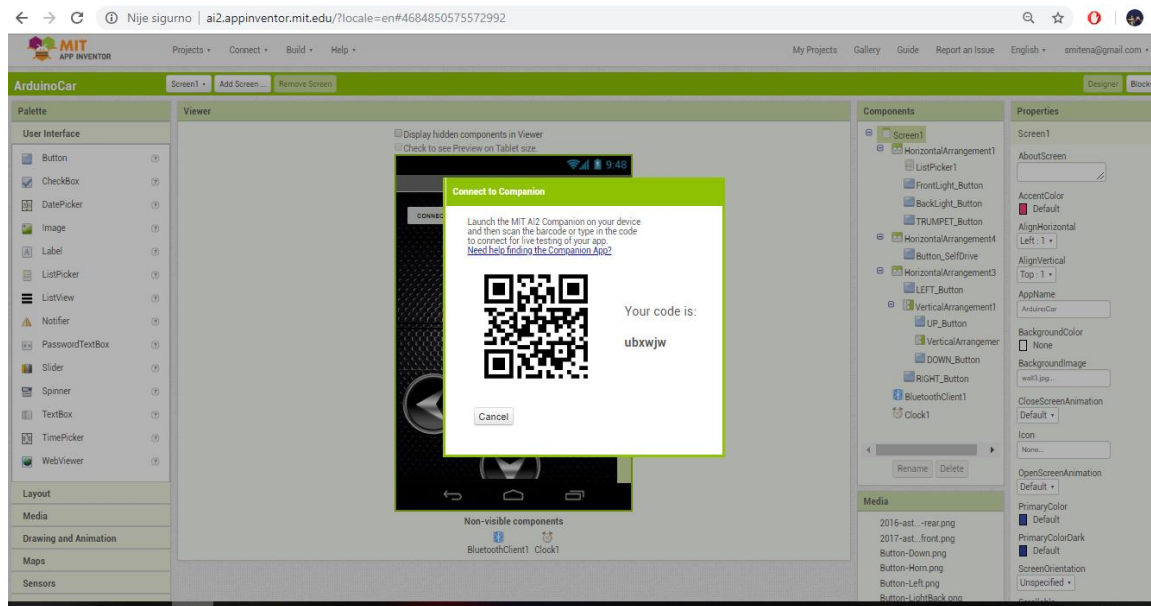 Nije sigurno | ai2.appinventor.mit.edu/?locale=en#4684850575572992
MIT
APP INVENTOR
Projects Connect Build Help
My Projects Gallery Guide Report an Issue English smitena@gmail.com
ArduinoCar
Screen1 Add Screen ... Remove Screen
Designer Blocks
Palette
User Interface
Button
CheckBox
DatePicker
Image
Label
ListPicker
ListView
Notifier
PasswordTextBox
Slider
Spinner
TextBox
TimePicker
WebViewer
Layout
Media
Drawing and Animation
Maps
Sensors
Viewer
Display hidden components in Viewer
Check to see Preview on Tablet size.
9:48
CONNEC
Connect to Companion
Launch the MIT AI2 Companion on your device
and then scan the barcode or type in the code
to connect for live testing of your app.
Need help finding the Companion App?
Your code is:
ubxwjw
Cancel
Non-visible components
BluetoothClient1 Clock1
Components
Screen1
HorizontalArrangement1
ListPicker1
FrontLight_Button
BackLight_Button
TRUMPET_Button
HorizontalArrangement4
Button_SelfDrive
HorizontalArrangement3
LEFT_Button
VerticalArrangement1
UP_Button
VerticalArrangemer
DOWN_Button
RIGHT_Button
BluetoothClient1
Clock1
Rename Delete
Media
2016-ast...-rear.png
2017-ast...front.png
Button-Down.png
Button-Horn.png
Button-Left.png
Button-LightBack.png
Properties
Screen1
AboutScreen
AccentColor
Default
AlignHorizontal
Left : 1
AlignVertical
Top : 1
AppName
ArduinoCar
BackgroundColor
None
BackgroundImage
wall3.jpg...
CloseScreenAnimation
Default
Icon
None...
OpenScreenAnimation
Default
PrimaryColor
Default
PrimaryColorDark
Default
ScreenOrientation
Unspecified